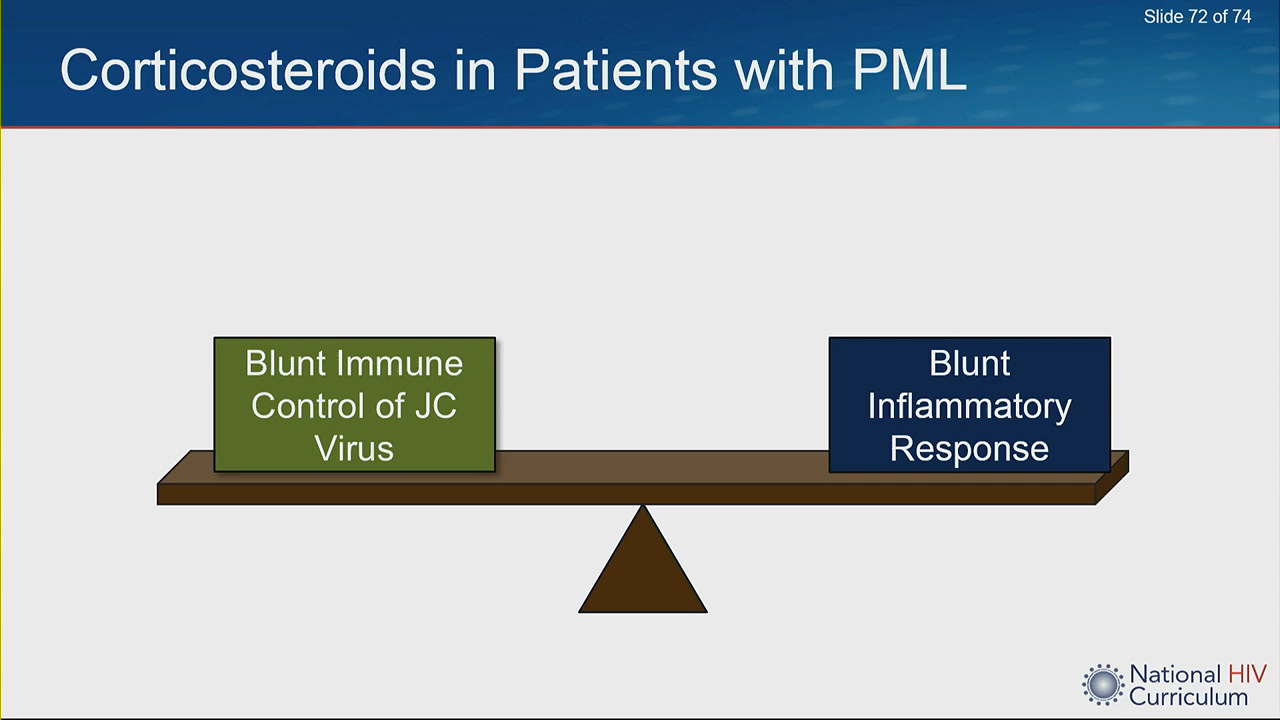 Slide 72 of 74
Corticosteroids in Patients with PML
Blunt Immune
Control of JC
Virus
Blunt
Inflammatory
Response
National HIV
Curriculum